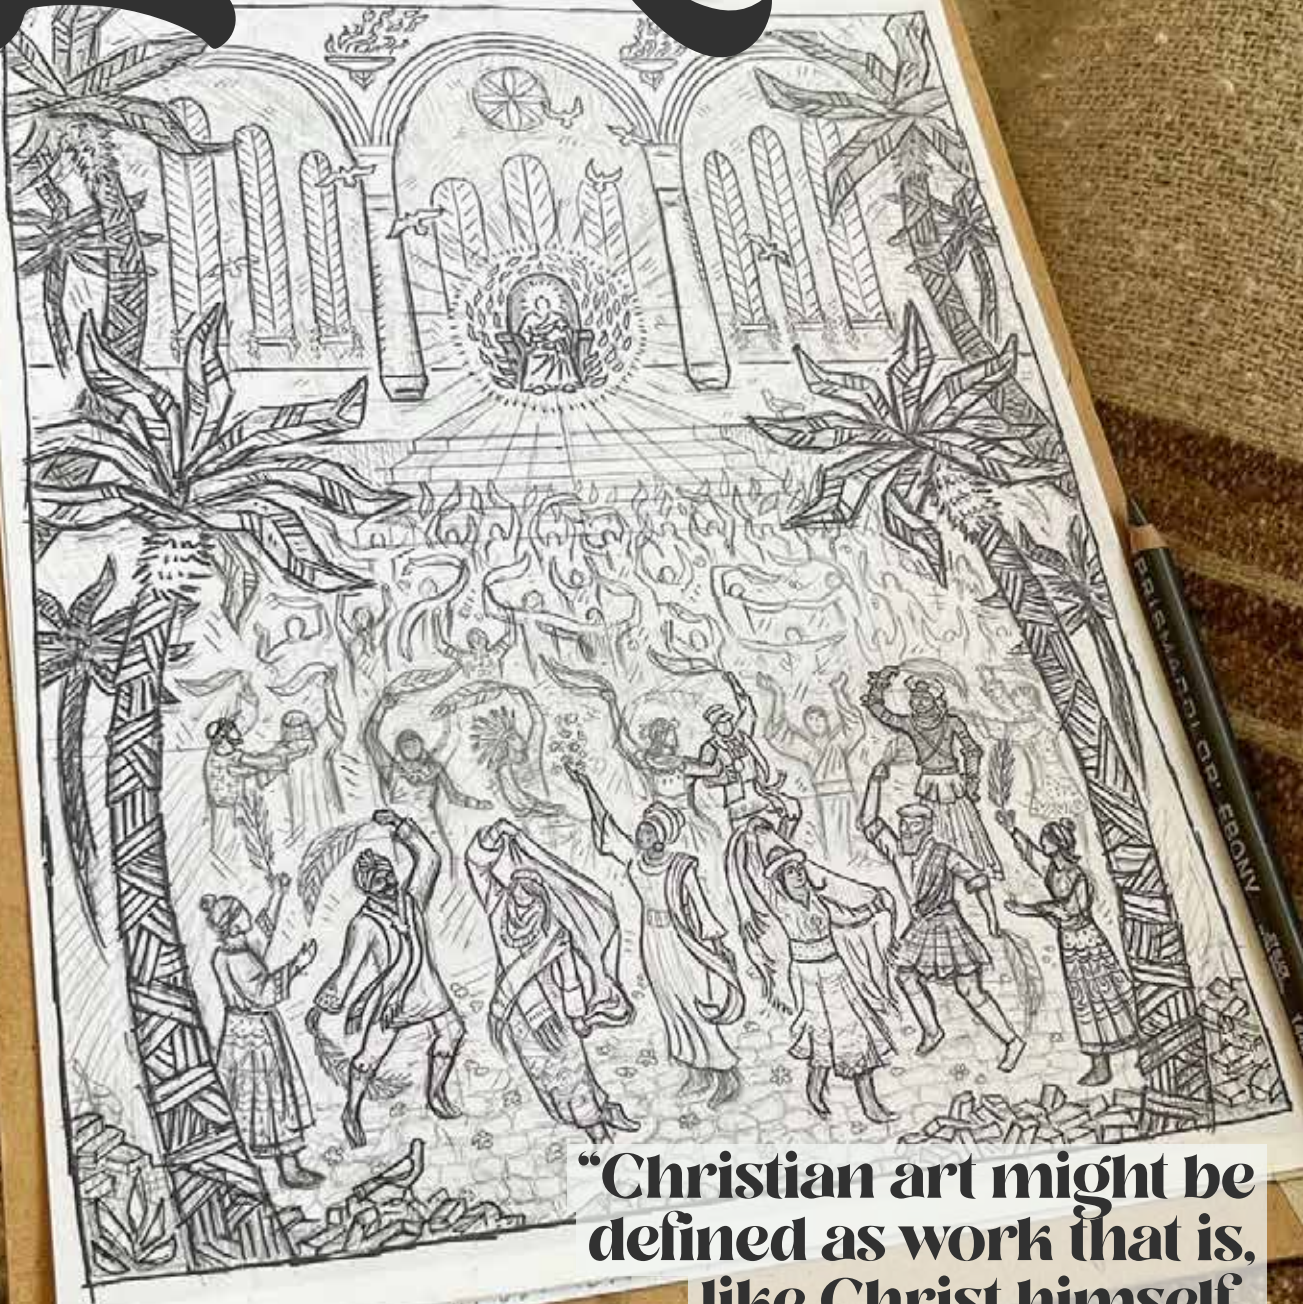 PRISMACOLOR. EBONY
“Christian art might be
defined as work that is,
like Christ himself,